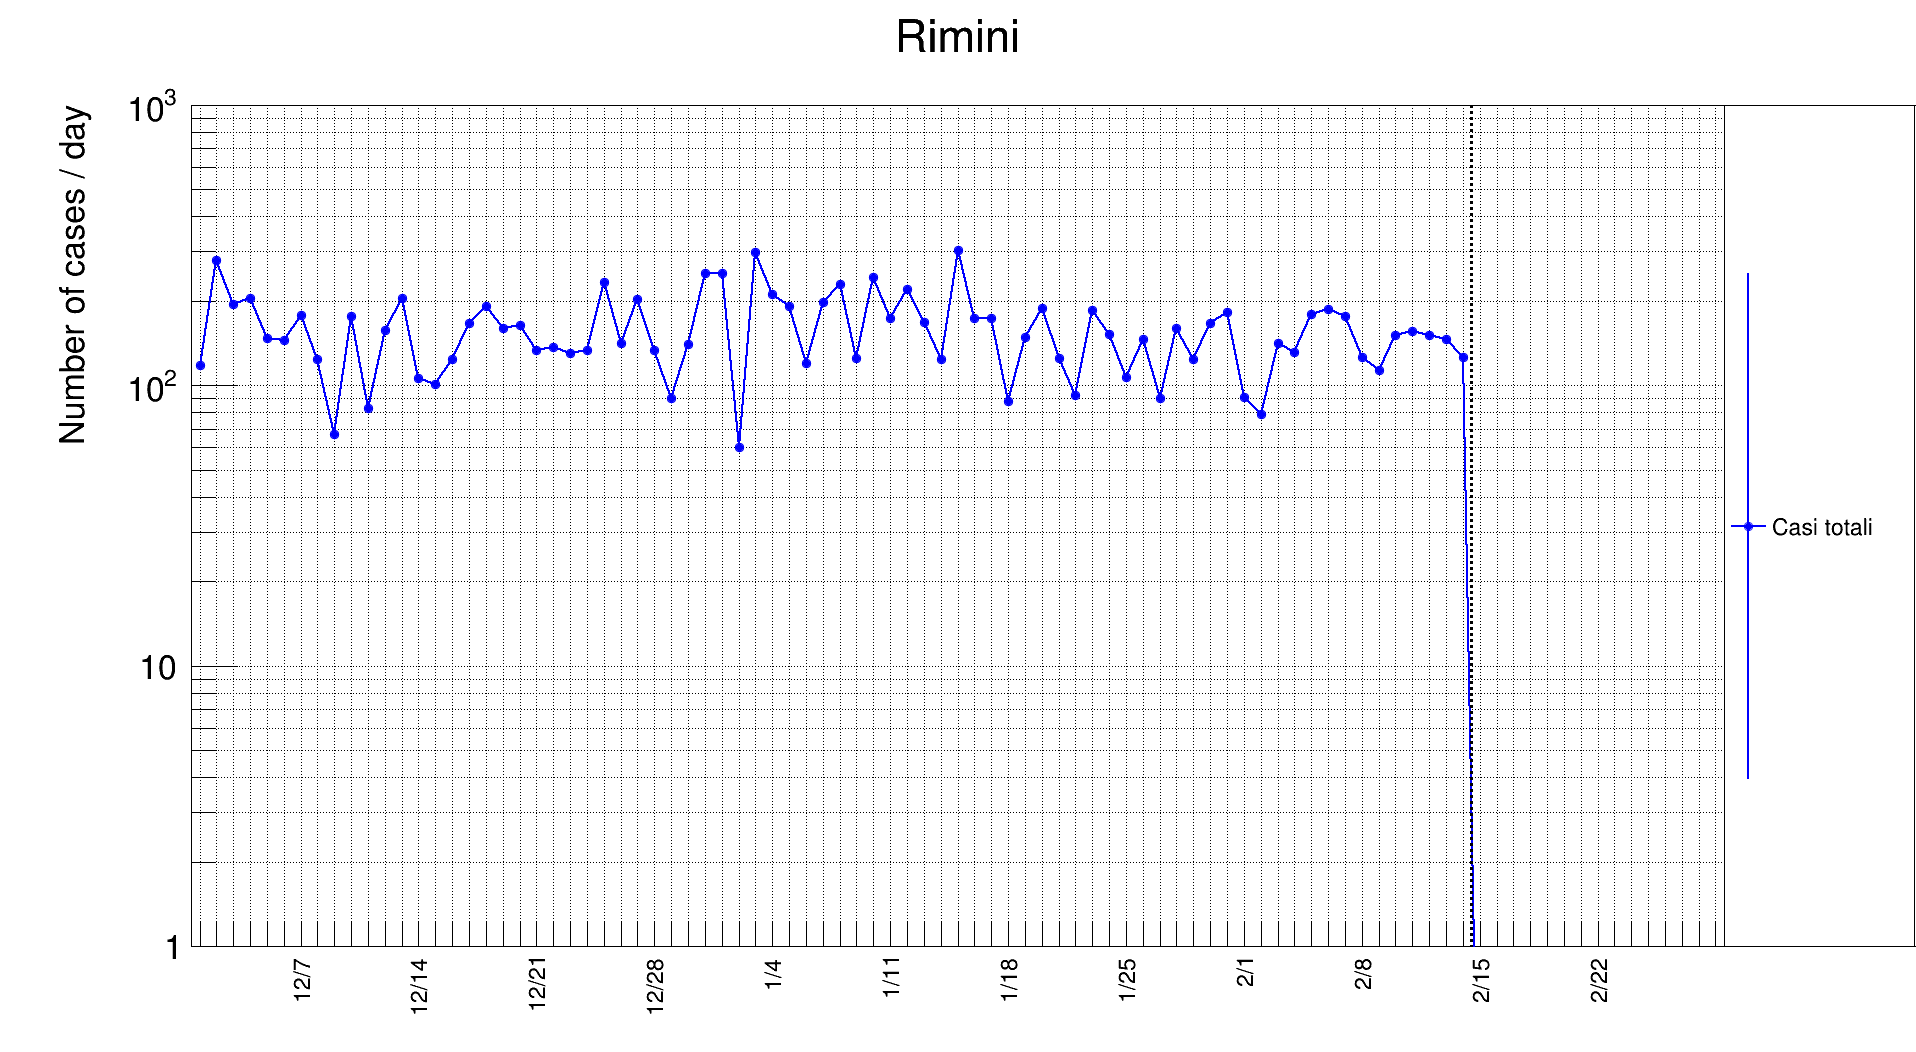 Rimini
Number of cases / day
10³
10²
10
1
12/7 12/14 12/21 12/28 1/4 1/11 1/18 1/25 2/1 2/8 2/15 2/22
Casi totali